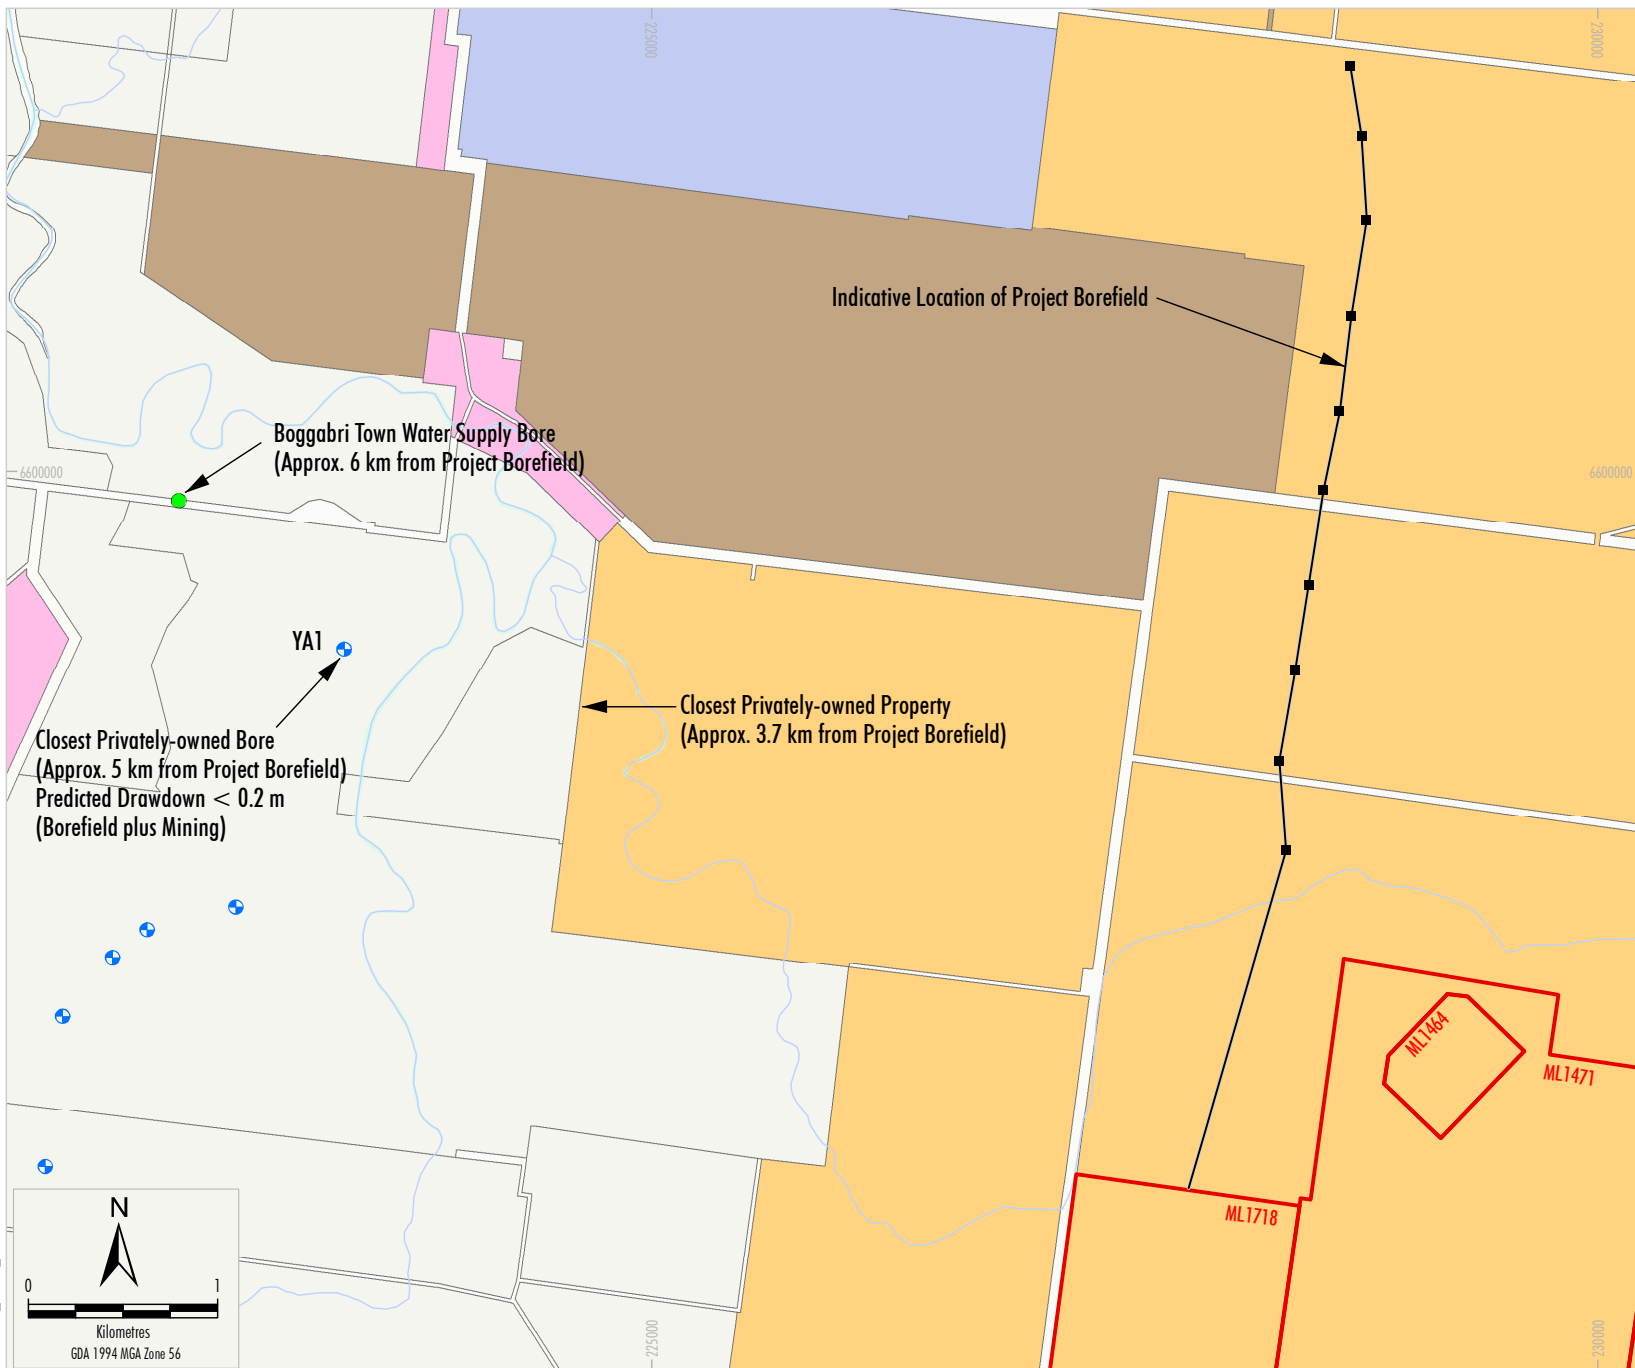 225000
230000
Indicative Location of Project Borefield
Boggabri Town Water Supply Bore
(Approx. 6 km from Project Borefield)
6600000
6600000
YA1
Closest Privately-owned Property
(Approx. 3.7 km from Project Borefield)
Closest Privately-owned Bore
(Approx. 5 km from Project Borefield)
Predicted Drawdown < 0.2 m
(Borefield plus Mining)
ML1464
ML1471
ML1718
N
0 1
Kilometres
GDA 1994 MGA Zone 56
225000
230000